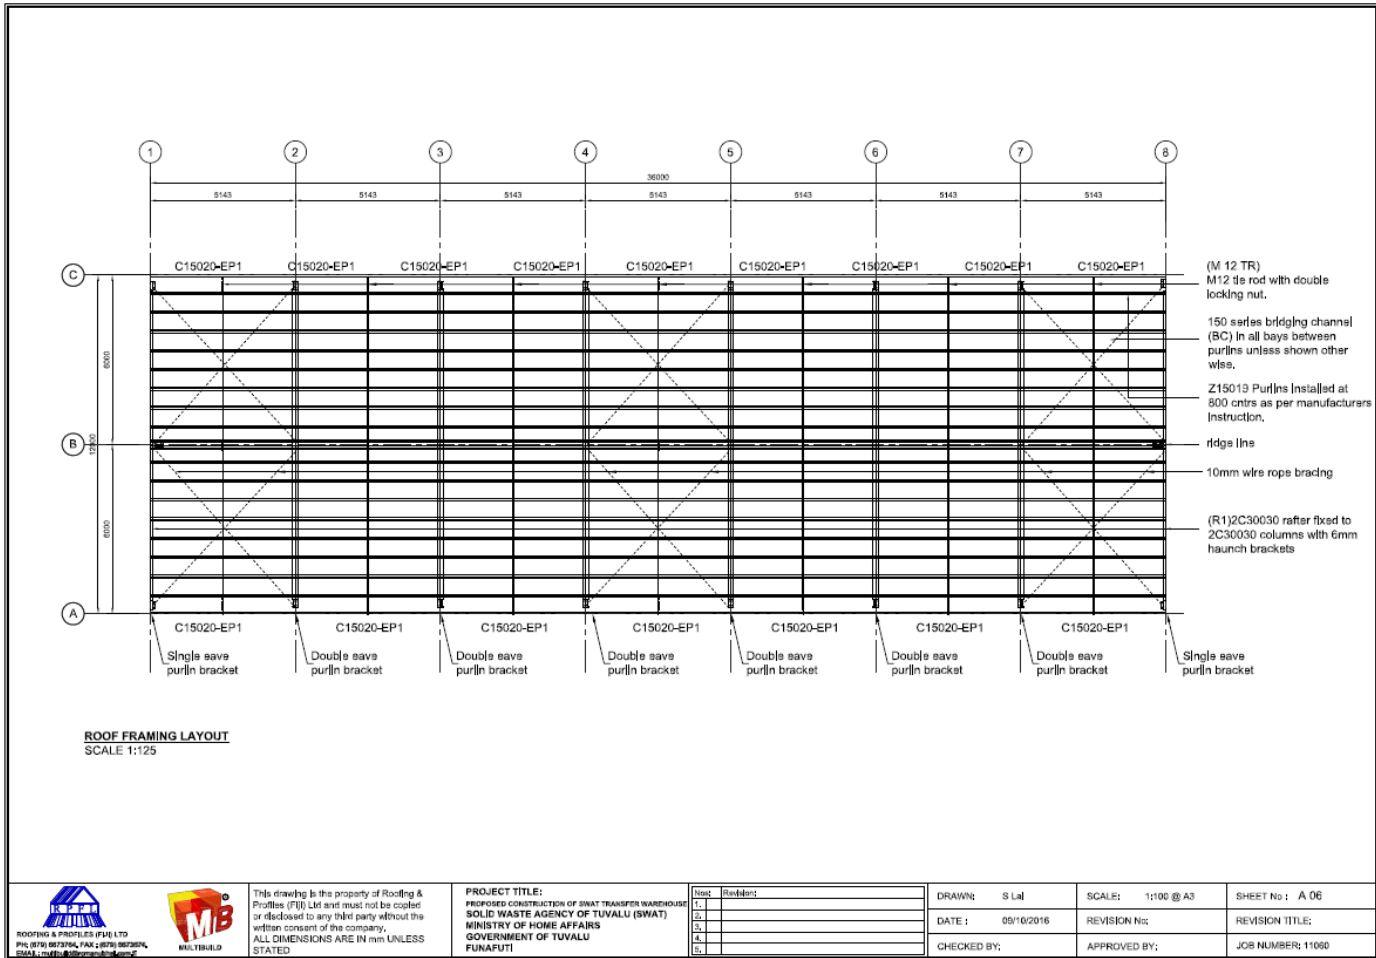 1 2 3 4 5 6 7 8
36000
5143 5143 5143 5143 5143 5143 5143
C15020-EP1 C15020-EP1 C15020-EP1 C15020-EP1 C15020-EP1 C15020-EP1 C15020-EP1 C15020-EP1 C15020-EP1
C
(M 12 TR)
M12 tie rod with double
locking nut.
150 series bridging channel
(BC) in all bays between
purlins unless shown other
wise.
6000
Z15019 Purlins Installed at
800 cntrs as per manufacturers
Instruction.
B
ridge line
10mm wire rope bracing
6000
(R1)2C30030 rafter fixed to
2C30030 columns with 6mm
haunch brackets
A
C15020-EP1 C15020-EP1 C15020-EP1 C15020-EP1 C15020-EP1 C15020-EP1 C15020-EP1
Single eave
purlin bracket
Double eave
purlin bracket
Double eave
purlin bracket
Double eave
purlin bracket
Double eave
purlin bracket
Double eave
purlin bracket
Double eave
purlin bracket
Single eave
purlin bracket
ROOF FRAMING LAYOUT
SCALE 1:125
R P F L
ROOFING & PROFILES (FIJI) LTD
PH: (679) 6673764, FAX : (679) 6673674,
EMAIL :
MB
MULTIBUILD
This drawing is the property of Roofing &
Profiles (Fiji) Ltd and must not be copied
or disclosed to any third party without the
written consent of the company.
ALL DIMENSIONS ARE IN mm UNLESS
STATED
PROJECT TITLE:
PROPOSED CONSTRUCTION OF SWAT TRANSFER WAREHOUSE
SOLID WASTE AGENCY OF TUVALU (SWAT)
MINISTRY OF HOME AFFAIRS
GOVERNMENT OF TUVALU
FUNAFUTI
Nos: Revision:
1.
2.
3.
4.
5.
DRAWN: S Lal
SCALE: 1:100 @ A3
SHEET No : A 06
DATE : 09/10/2016
REVISION No:
REVISION TITLE:
CHECKED BY:
APPROVED BY:
JOB NUMBER: 11060